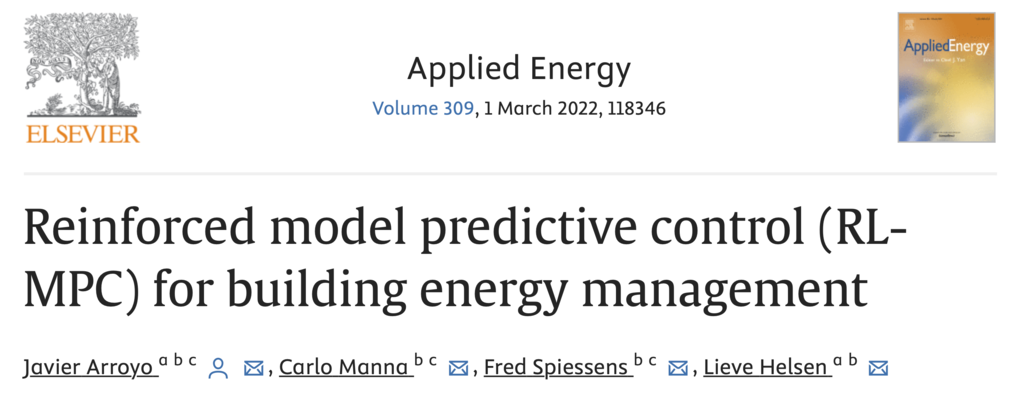 ELSEVIER
Applied Energy
Volume 309, 1 March 2022, 118346
AppliedEnergy
Reinforced model predictive control (RL-
MPC) for building energy management
Javier Arroyo a b c, Carlo Manna b c, Fred Spiessens b c, Lieve Helsen a b